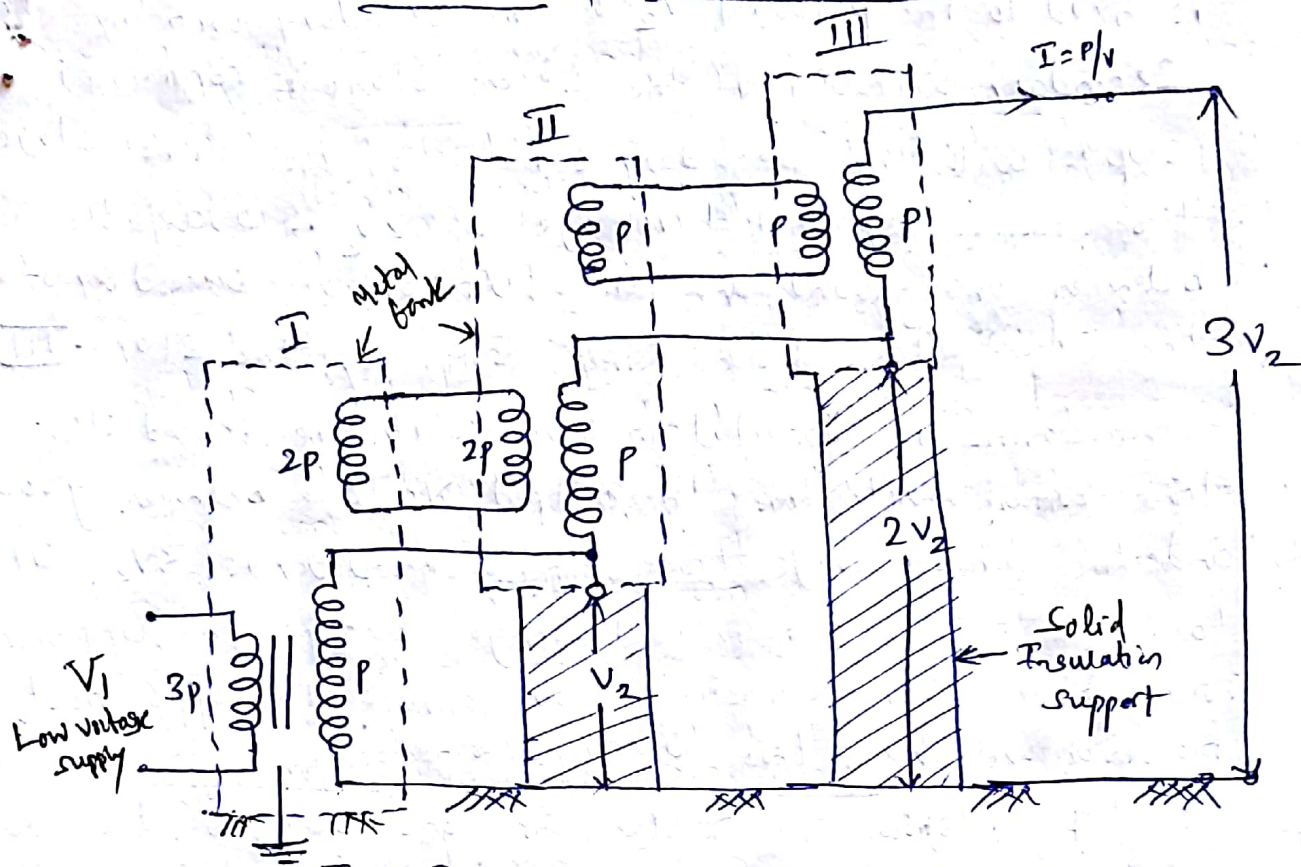 III
I=P/V
II
P
P
P
Metal
tank
I
3V₂
2P
2P
P
2V₂
Solid
Insulation
support
V₂
V₁
3P
P
Low voltage
supply